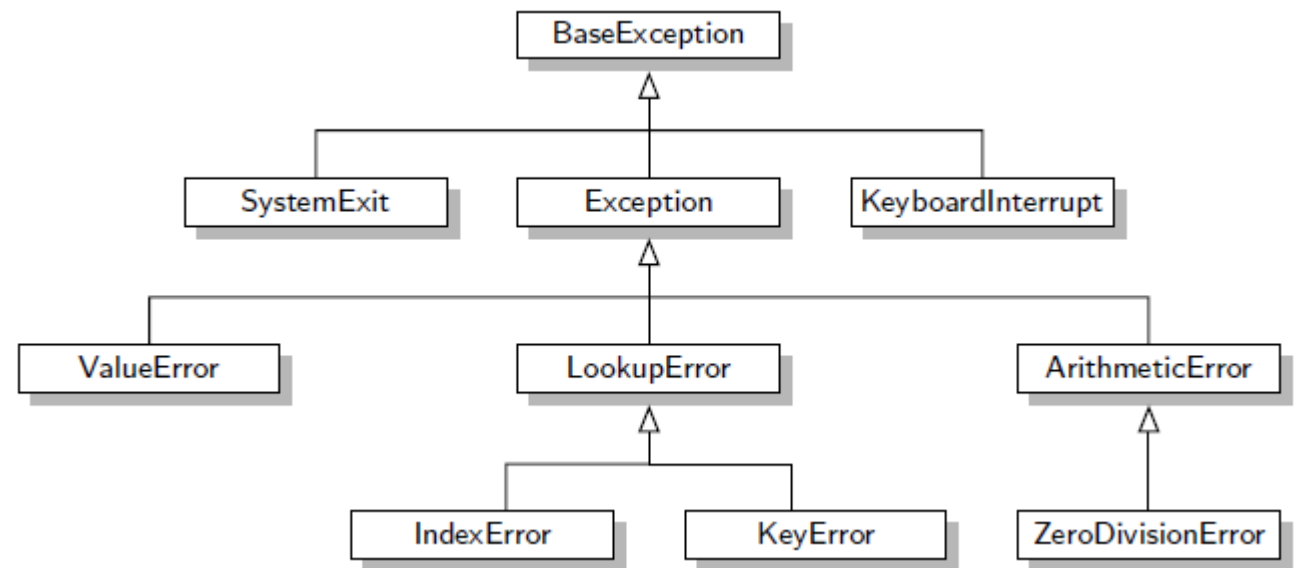 BaseException
SystemExit
Exception
KeyboardInterrupt
ValueError
LookupError
ArithmeticError
IndexError
KeyError
ZeroDivisionError